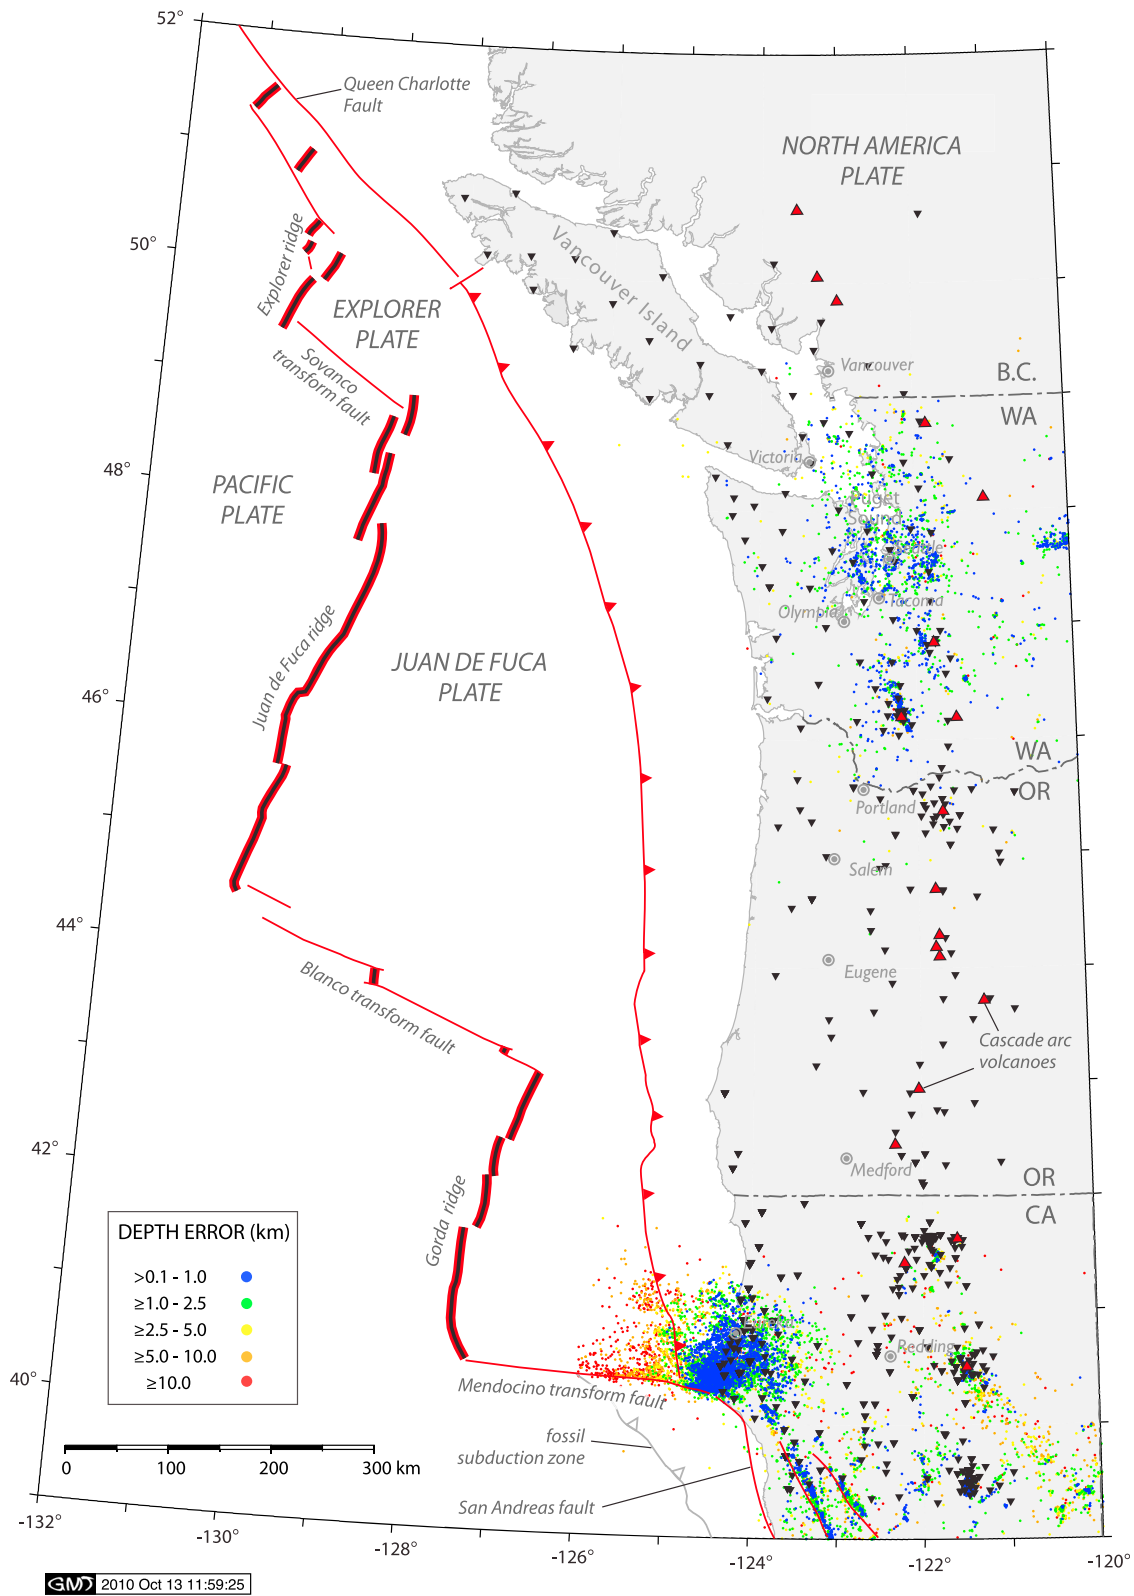 52°
Queen Charlotte
Fault
NORTH AMERICA
PLATE
50°
Explorer ridge
Vancouver Island
EXPLORER
PLATE
Sovanco
transform fault
Vancouver
B.C.
WA
48°
PACIFIC
PLATE
Victoria
Puget
Sound
Seattle
Tacoma
Olympia
Juan de Fuca ridge
JUAN DE FUCA
PLATE
46°
WA
OR
Portland
Salem
44°
Blanco transform fault
Eugene
Cascade arc
volcanoes
42°
Medford
OR
CA
Gorda ridge
DEPTH ERROR (km)
>0.1 - 1.0
≥1.0 - 2.5
≥2.5 - 5.0
≥5.0 - 10.0
≥10.0
Redding
40°
Mendocino transform fault
fossil
subduction zone
San Andreas fault
0 100 200 300 km
-132° -130° -128° -126° -124° -122° -120°
GMT 2010 Oct 13 11:59:25